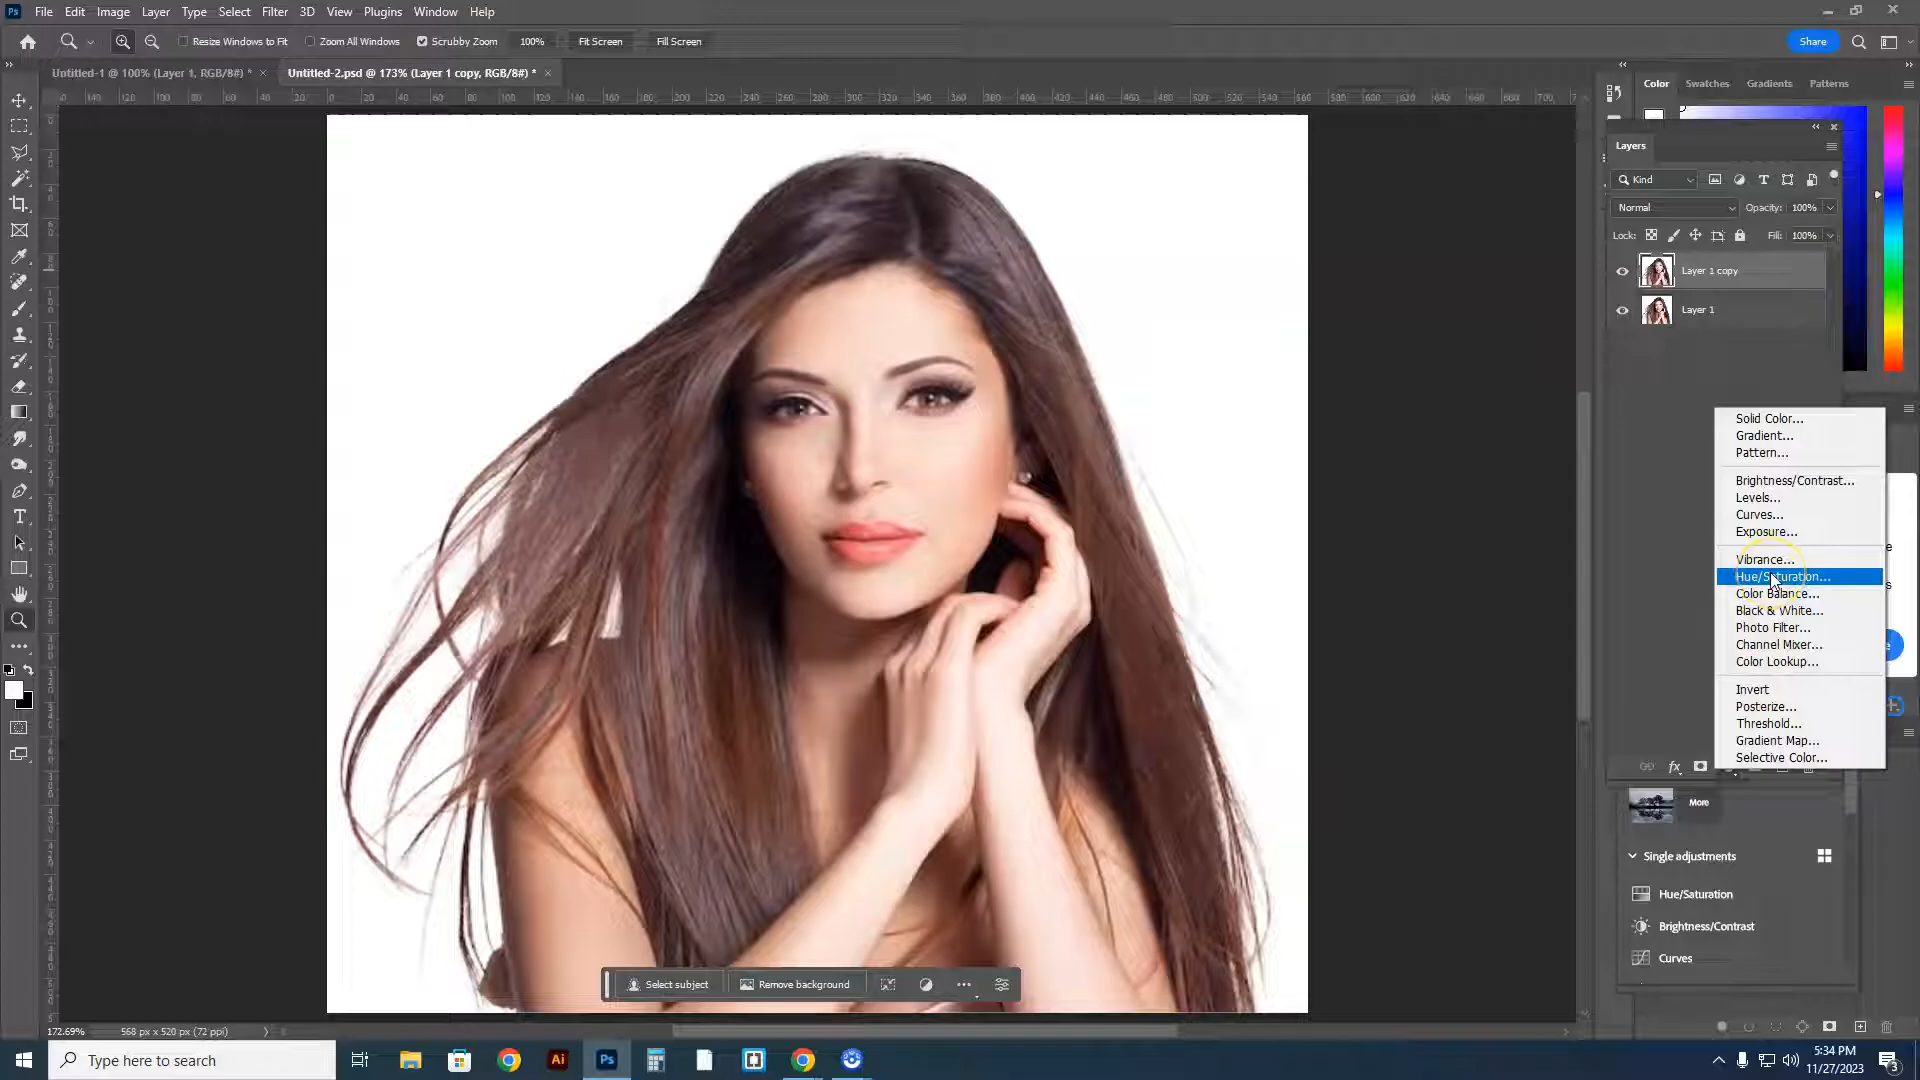 Ps File Edit Image Layer Type Select Filter 3D View Plugins Window Help
Resize Windows to Fit Zoom All Windows Scrubby Zoom 100% Fit Screen Fill Screen Share
Untitled-1 @ 100% (Layer 1, RGB/8#) * × Untitled-2.psd @ 173% (Layer 1 copy, RGB/8#) * ×
Color Swatches Gradients Patterns
Layers
Kind
Normal Opacity: 100%
Lock: Fill: 100%
Layer 1 copy
Layer 1
Solid Color...
Gradient...
Pattern...
Brightness/Contrast...
Levels...
Curves...
Exposure...
Vibrance...
Hue/Saturation...
Color Balance...
Black & White...
Photo Filter...
Channel Mixer...
Color Lookup...
Invert
Posterize...
Threshold...
Gradient Map...
Selective Color...
fx
More
Single adjustments
Hue/Saturation
Brightness/Contrast
Curves
Select subject Remove background
172.69% 568 px x 520 px (72 ppi)
Type here to search
Ai Ps
5:34 PM
11/27/2023
3